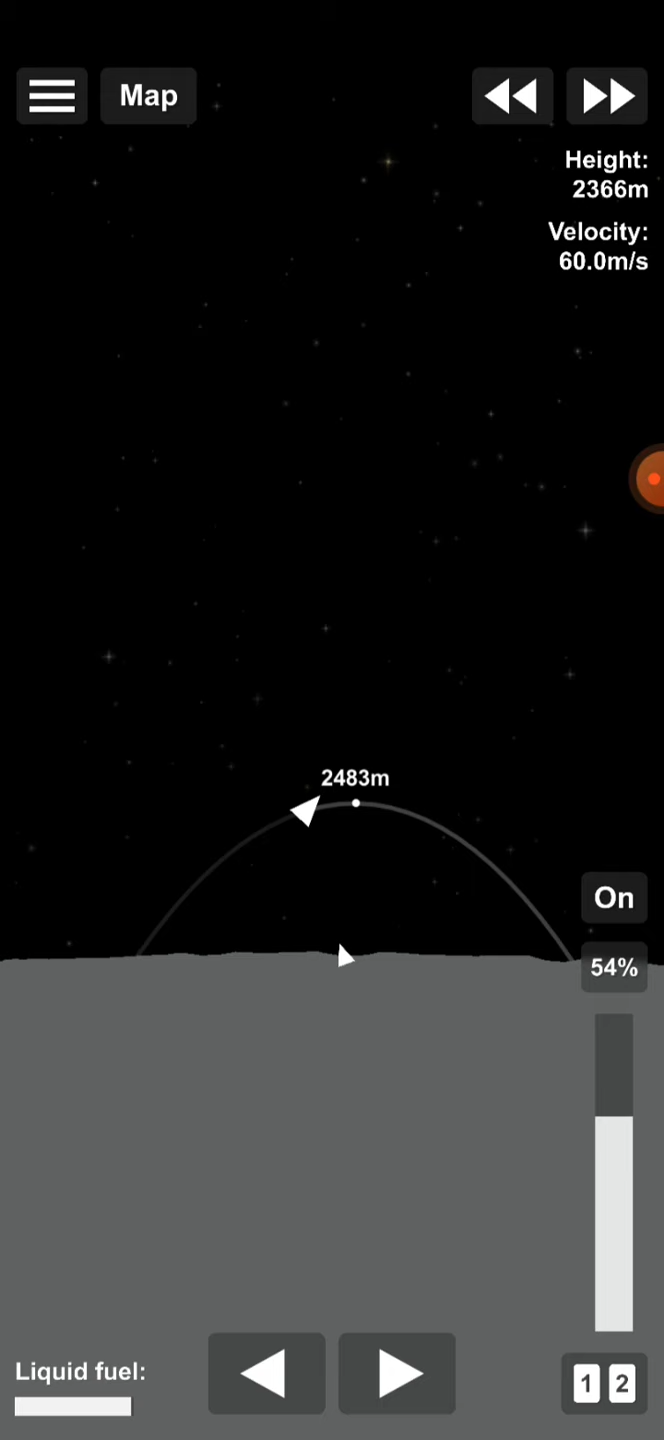 Map
Height:
2366m
Velocity:
60.0m/s
2483m
On
54%
Liquid fuel:
1 2